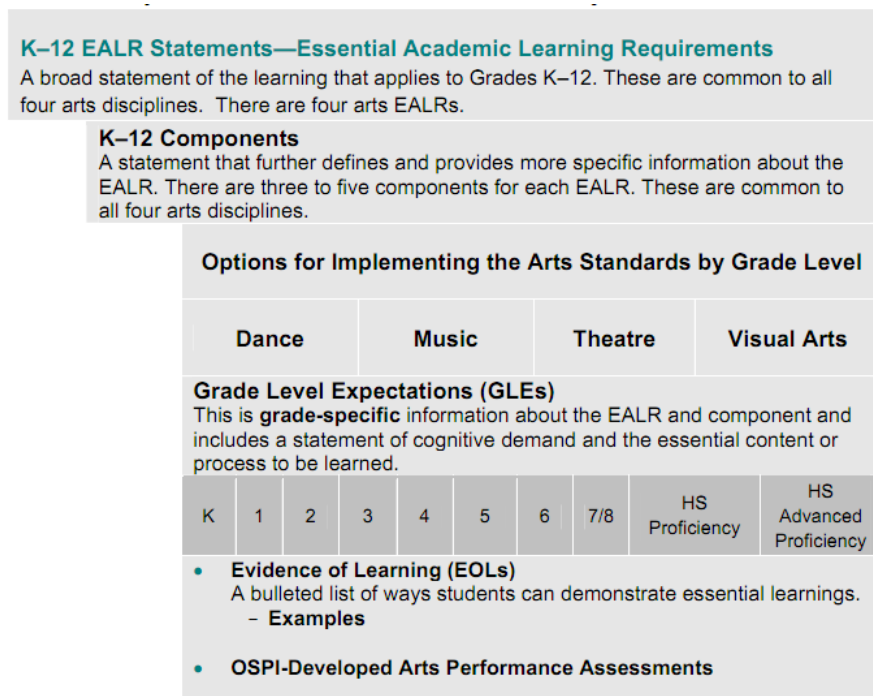 K–12 EALR Statements—Essential Academic Learning Requirements
A broad statement of the learning that applies to Grades K–12. These are common to all
four arts disciplines.  There are four arts EALRs.
K–12 Components
A statement that further defines and provides more specific information about the
EALR. There are three to five components for each EALR. These are common to
all four arts disciplines.
Options for Implementing the Arts Standards by Grade Level
Dance Music Theatre Visual Arts
Grade Level Expectations (GLEs)
This is grade-specific information about the EALR and component and
includes a statement of cognitive demand and the essential content or
process to be learned.
K 1 2 3 4 5 6 7/8 HS Proficiency HS Advanced Proficiency
• Evidence of Learning (EOLs)
A bulleted list of ways students can demonstrate essential learnings.
– Examples
• OSPI-Developed Arts Performance Assessments